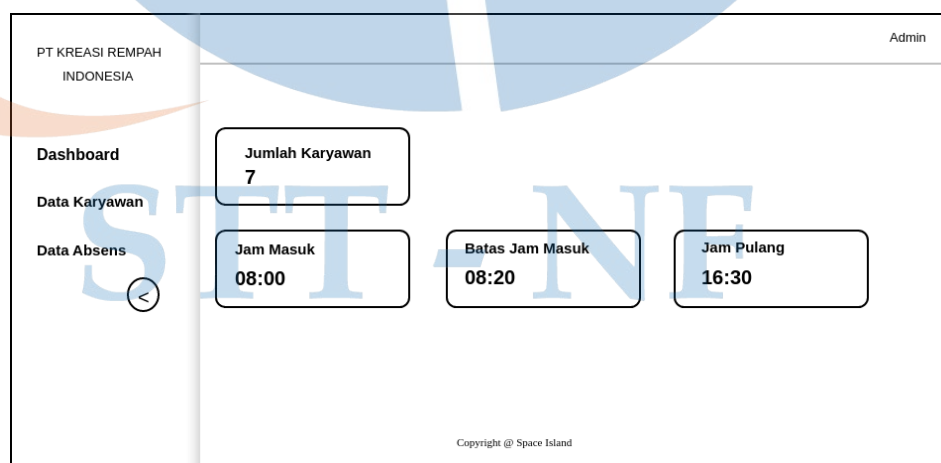 PT KREASI REMPAH
INDONESIA
Admin
Dashboard
Data Karyawan
Data Absens
<
Jumlah Karyawan
7
Jam Masuk
08:00
Batas Jam Masuk
08:20
Jam Pulang
16:30
STT - NF
Copyright @ Space Island